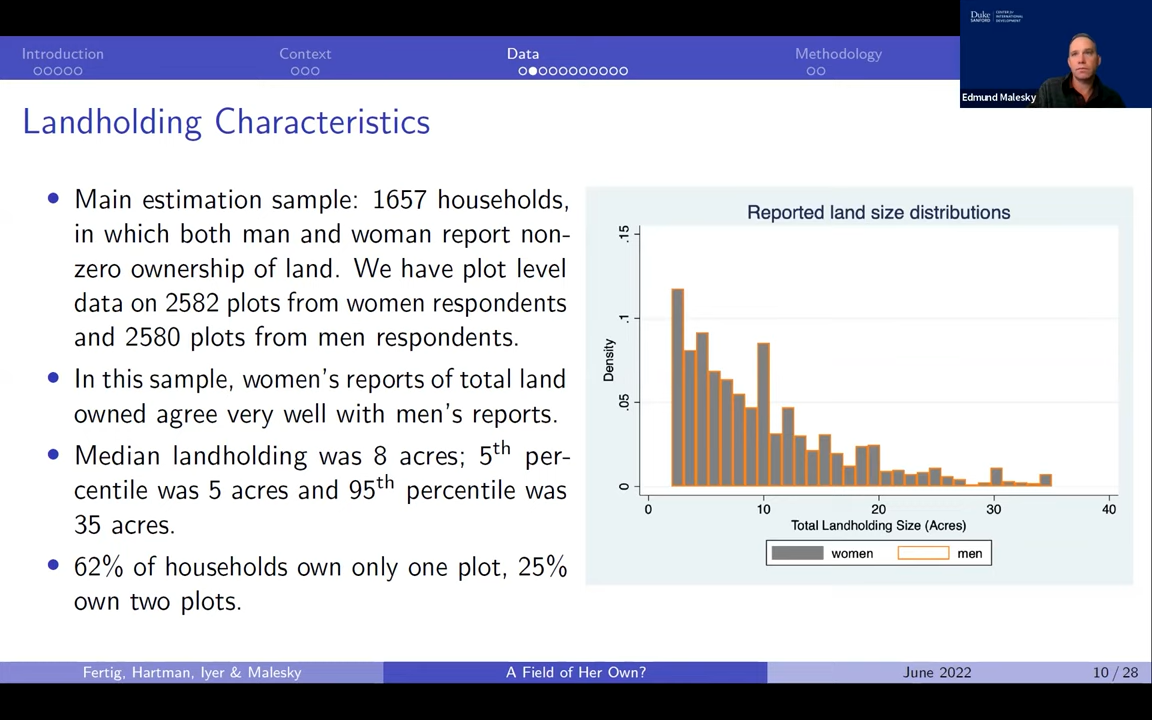 Introduction
Context
Data
Methodology
Duke
SANFORD
CENTER for
INTERNATIONAL
DEVELOPMENT
Edmund Malesky
Landholding Characteristics
Main estimation sample: 1657 households,
in which both man and woman report non-
zero ownership of land. We have plot level
data on 2582 plots from women respondents
and 2580 plots from men respondents.
In this sample, women's reports of total land
owned agree very well with men's reports.
Median landholding was 8 acres; 5th per-
centile was 5 acres and 95th percentile was
35 acres.
62% of households own only one plot, 25%
own two plots.
Reported land size distributions
.15
.1
.05
0
Density
0 10 20 30 40
Total Landholding Size (Acres)
women men
Fertig, Hartman, Iyer & Malesky
A Field of Her Own?
June 2022
10 / 28